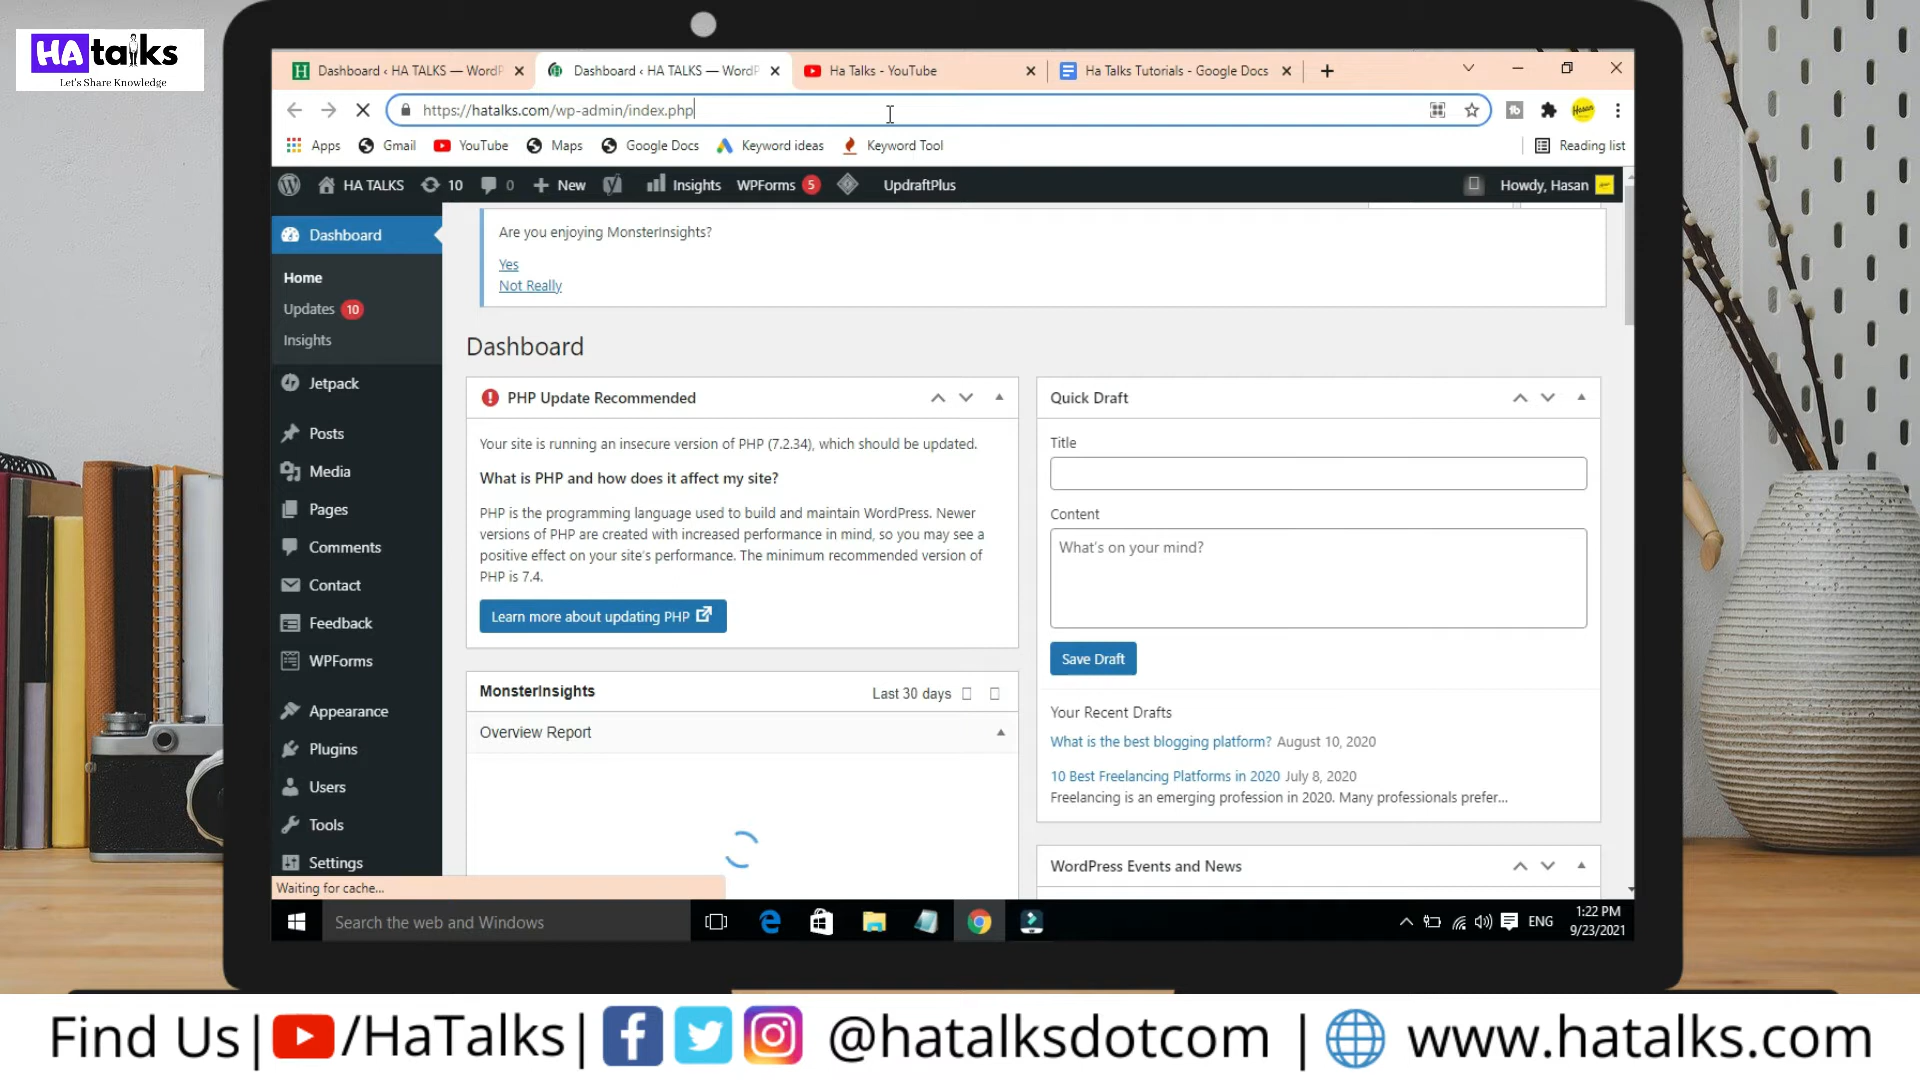 HA talks
Let's Share Knowledge
Dashboard ‹ HA TALKS — WordP
Dashboard ‹ HA TALKS — WordP
Ha Talks - YouTube
Ha Talks Tutorials - Google Docs
https://hatalks.com/wp-admin/index.php
Apps
Gmail
YouTube
Maps
Google Docs
Keyword ideas
Keyword Tool
Reading list
HA TALKS
10
0
New
Insights
WPForms 5
UpdraftPlus
Howdy, Hasan
Dashboard
Home
Updates 10
Insights
Jetpack
Posts
Media
Pages
Comments
Contact
Feedback
WPForms
Appearance
Plugins
Users
Tools
Settings
Are you enjoying MonsterInsights?
Yes
Not Really
Dashboard
PHP Update Recommended
Your site is running an insecure version of PHP (7.2.34), which should be updated.
What is PHP and how does it affect my site?
PHP is the programming language used to build and maintain WordPress. Newer
versions of PHP are created with increased performance in mind, so you may see a
positive effect on your site's performance. The minimum recommended version of
PHP is 7.4.
Learn more about updating PHP
MonsterInsights
Last 30 days
Overview Report
Quick Draft
Title
Content
What's on your mind?
Save Draft
Your Recent Drafts
What is the best blogging platform? August 10, 2020
10 Best Freelancing Platforms in 2020 July 8, 2020
Freelancing is an emerging profession in 2020. Many professionals prefer...
WordPress Events and News
Waiting for cache...
Search the web and Windows
ENG
1:22 PM
9/23/2021
Find Us| /HaTalks| @hatalksdotcom | www.hatalks.com